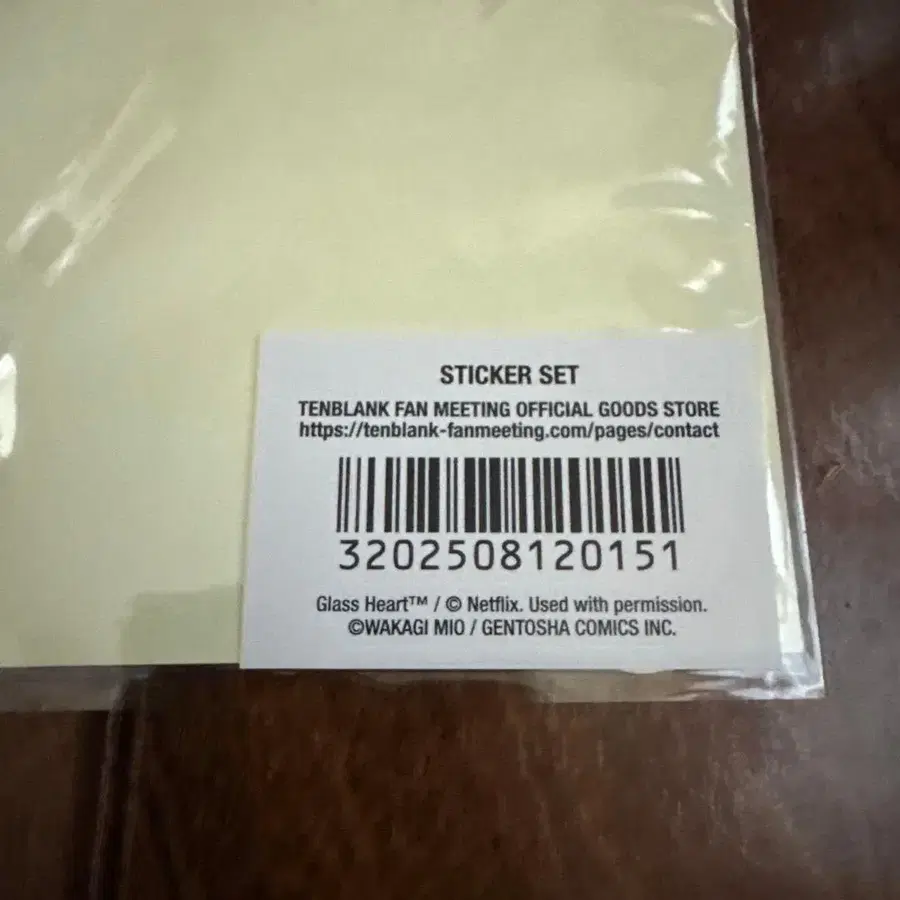 STICKER SET
TENBLANK FAN MEETING OFFICIAL GOODS STORE
https://tenblank-fanmeeting.com/pages/contact
3202508120151
Glass Heart™ / © Netflix. Used with permission.
©WAKAGI MIO / GENTOSHA COMICS INC.